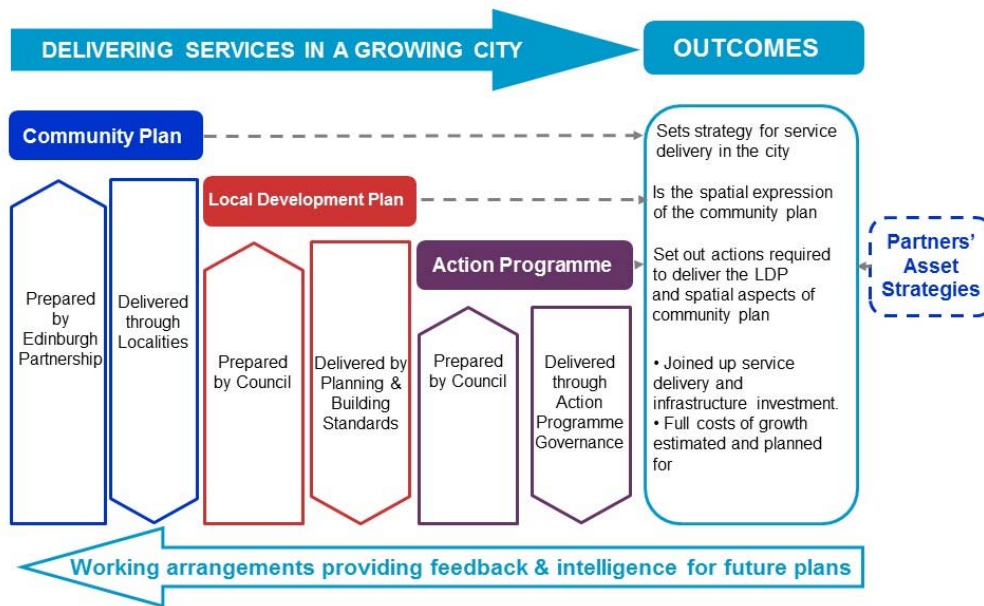 DELIVERING SERVICES IN A GROWING CITY
OUTCOMES
Community Plan
Sets strategy for service
delivery in the city
Local Development Plan
Is the spatial expression
of the community plan
Action Programme
Set out actions required
to deliver the LDP
and spatial aspects of
community plan
Partners'
Asset
Strategies
Prepared
by
Edinburgh
Partnership
Delivered
through
Localities
Prepared
by Council
Delivered by
Planning &
Building
Standards
Prepared
by Council
Delivered
through
Action
Programme
Governance
• Joined up service
delivery and
infrastructure investment.
• Full costs of growth
estimated and planned
for
Working arrangements providing feedback & intelligence for future plans